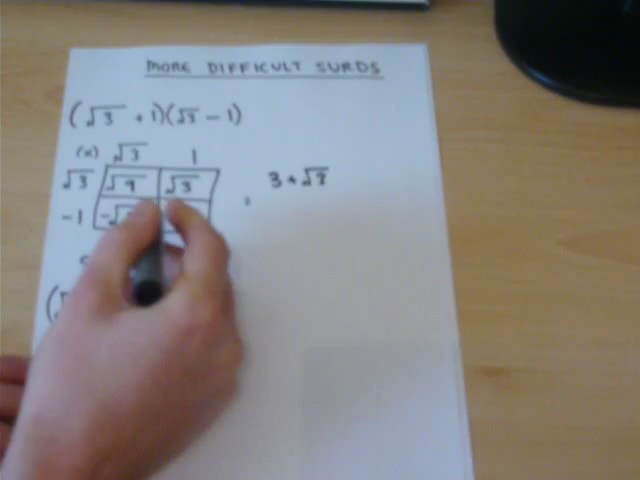 MORE DIFFICULT SURDS
(√3 + 1)(√3 - 1)
(x) √3 1
√3 √9 √3 = 3 + √3
-1 -√